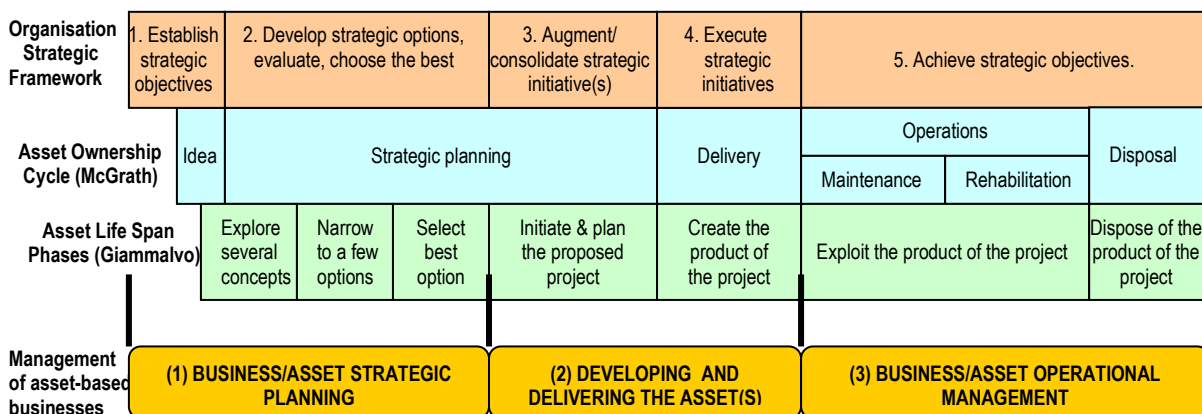 Organisation
Strategic
Framework
1. Establish
strategic
objectives
2. Develop strategic options,
evaluate, choose the best
3. Augment/
consolidate strategic
initiative(s)
4. Execute
strategic
initiatives
5. Achieve strategic objectives.
Asset Ownership
Cycle (McGrath)
Idea
Strategic planning
Delivery
Operations
Maintenance
Rehabilitation
Disposal
Asset Life Span
Phases (Giammalvo)
Explore
several
concepts
Narrow
to a few
options
Select
best
option
Initiate & plan
the proposed
project
Create the
product of
the project
Exploit the product of the project
Dispose of the
product of the
project
Management
of asset-based
businesses
(1) BUSINESS/ASSET STRATEGIC
PLANNING
(2) DEVELOPING AND
DELIVERING THE ASSET(S)
(3) BUSINESS/ASSET OPERATIONAL
MANAGEMENT